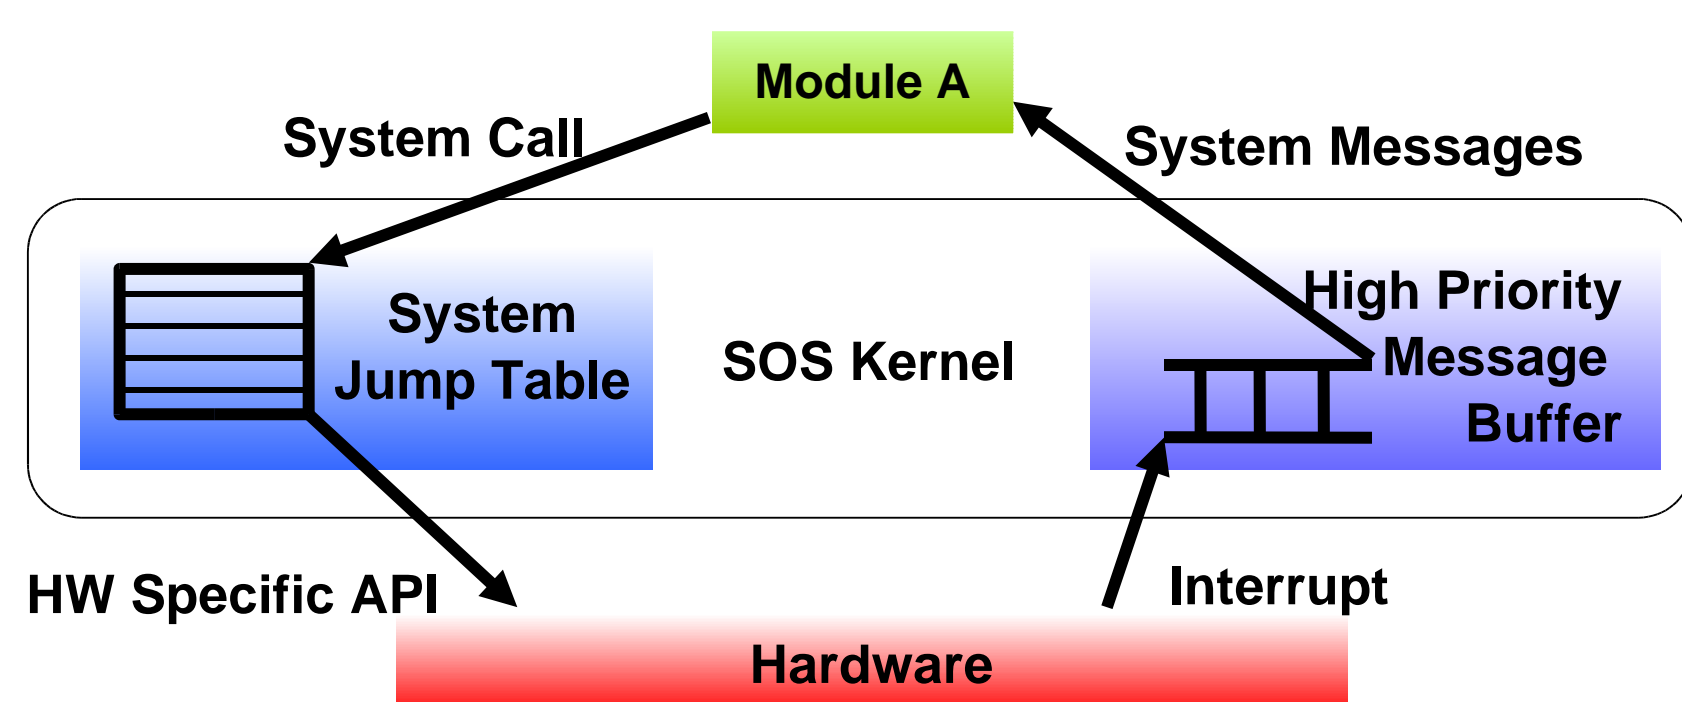 Module A
System Call
System Messages
System
Jump Table
SOS Kernel
High Priority
Message
Buffer
HW Specific API
Interrupt
Hardware